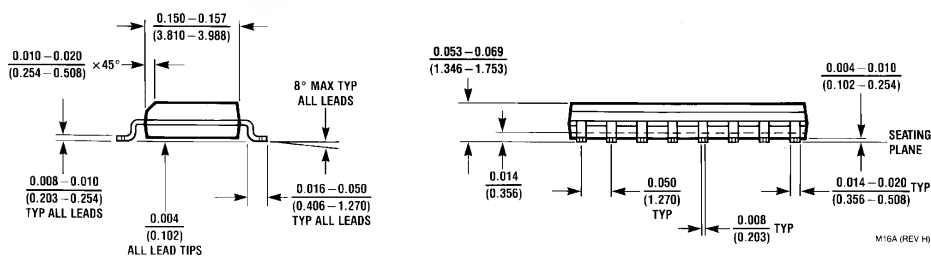 0.150 – 0.157
(3.810 – 3.988)
0.010 – 0.020
(0.254 – 0.508)
×45°
8° MAX TYP
ALL LEADS
0.008 – 0.010
(0.203 – 0.254)
TYP ALL LEADS
0.004
(0.102)
ALL LEAD TIPS
0.016 – 0.050
(0.406 – 1.270)
TYP ALL LEADS
0.053 – 0.069
(1.346 – 1.753)
0.004 – 0.010
(0.102 – 0.254)
SEATING
PLANE
0.014
(0.356)
0.050
(1.270)
TYP
0.014 – 0.020 TYP
(0.356 – 0.508)
0.008 TYP
(0.203)
M16A (REV H)